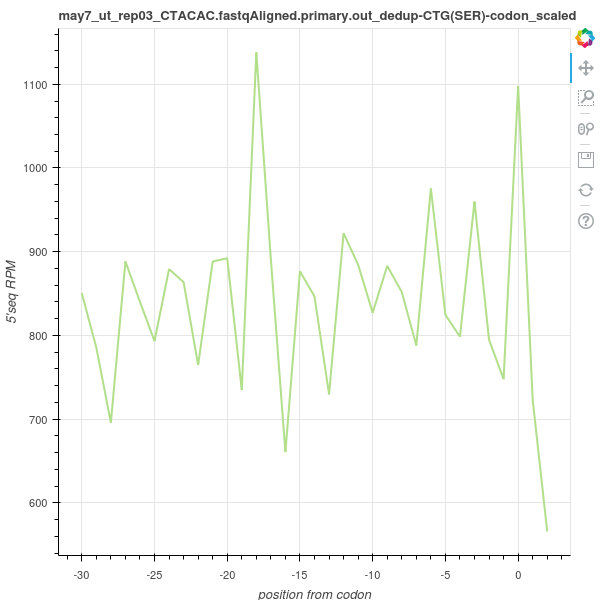 may7_ut_rep03_CTACAC.fastqAligned.primary.out_dedup-CTG(SER)-codon_scaled
1100
1000
900
800
700
600
5'seq RPM
-30 -25 -20 -15 -10 -5 0
position from codon